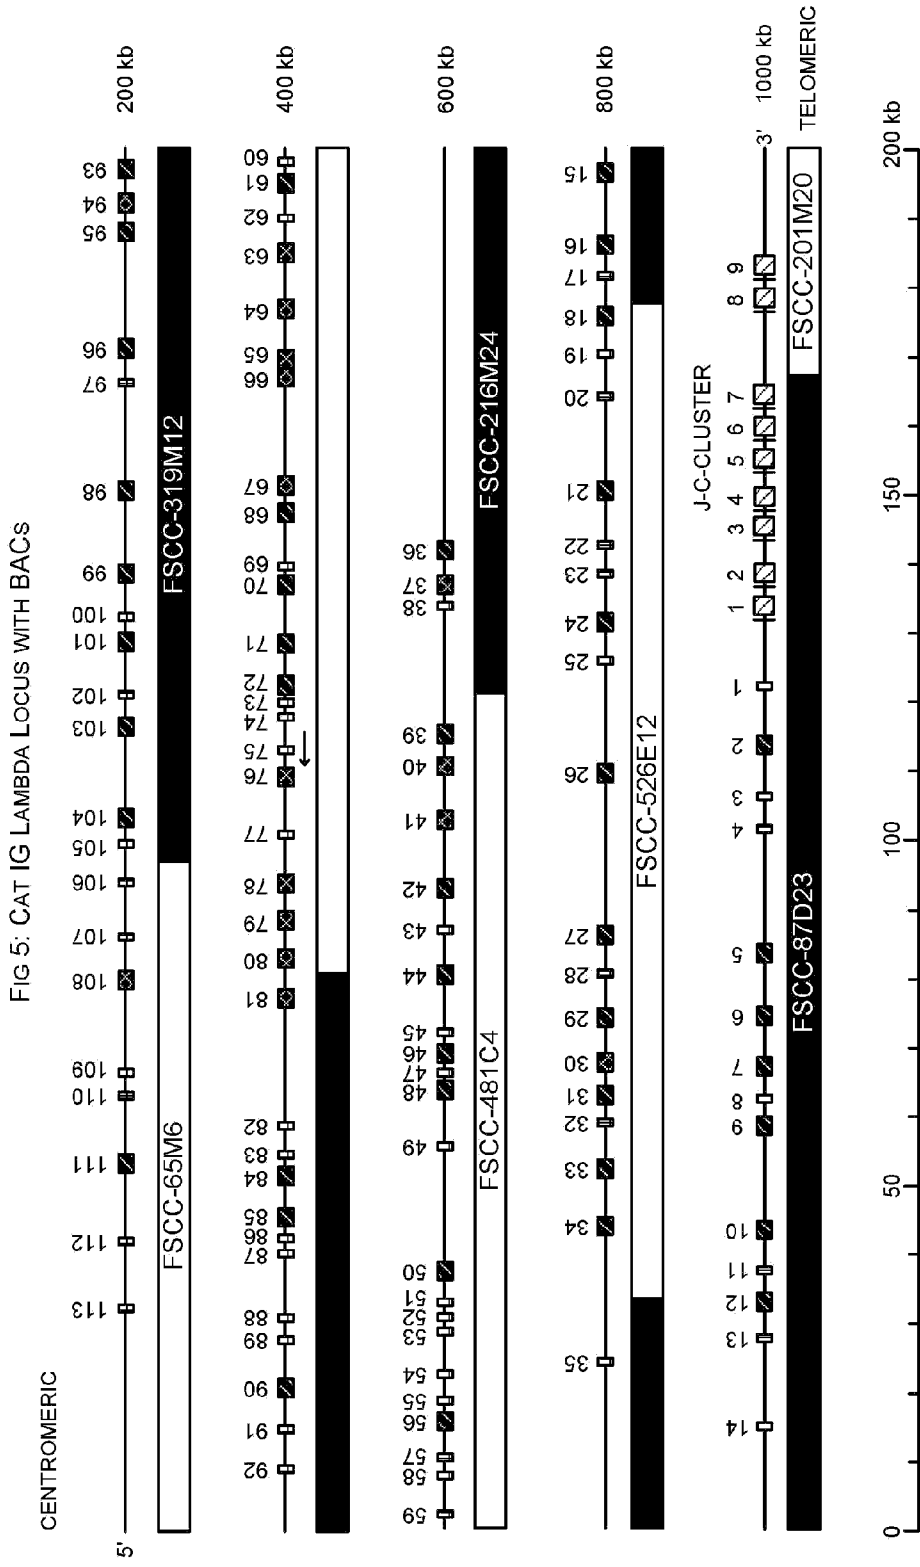 FIG 5: CAT IG LAMBDA LOCUS WITH BACS
CENTROMERIC
113 112 111 110 109 108 107 106 105 104 103 102 101 100 99 98 97 96 95 94 93
5' 200 kb
FSCC-65M6 FSCC-319M12
92 91 90 89 88 87 86 85 84 83 82 81 80 79 78 77 76 75 74 73 72 71 70 69 68 67 66 65 64 63 62 61 60
400 kb
59 58 57 56 55 54 53 52 51 50 49 48 47 46 45 44 43 42 41 40 39 38 37 36
600 kb
FSCC-481C4 FSCC-216M24
35 34 33 32 31 30 29 28 27 26 25 24 23 22 21 20 19 18 17 16 15
800 kb
FSCC-526E12
J-C-CLUSTER
14 13 12 11 10 9 8 7 6 5 4 3 2 1 1 2 3 4 5 6 7 8 9
3' 1000 kb
FSCC-87D23 FSCC-201M20 TELOMERIC
0 50 100 150 200 kb